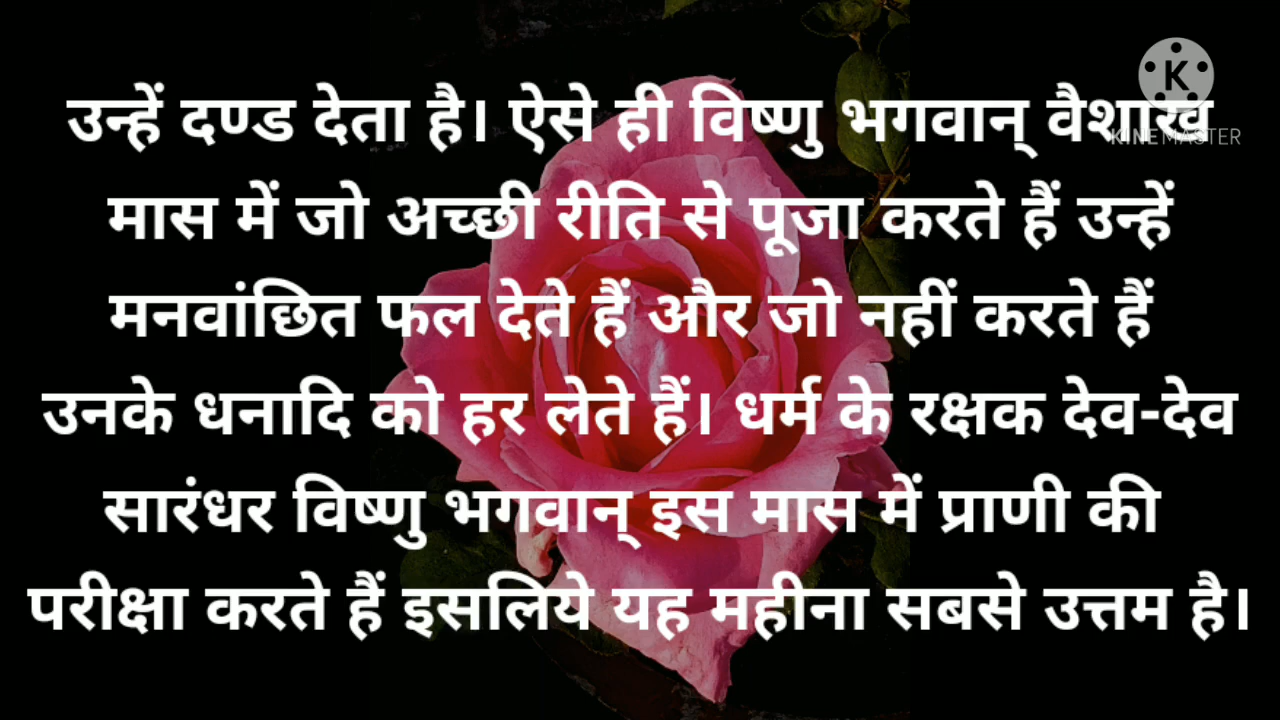 उन्हें दण्ड देता है। ऐसे ही विष्णु भगवान् वैशाख
KINEMASTER
मास में जो अच्छी रीति से पूजा करते हैं उन्हें
मनवांछित फल देते हैं और जो नहीं करते हैं
उनके धनादि को हर लेते हैं। धर्म के रक्षक देव-देव
सारंधर विष्णु भगवान् इस मास में प्राणी की
परीक्षा करते हैं इसलिये यह महीना सबसे उत्तम है।